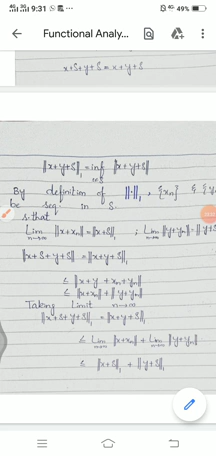 9:31
49%
Functional Analy...
x+S+y+S = x+y+S
‖x+y+S‖₁ = inf ‖x+y+S‖
s∈S
By definition of ‖·‖₁, {xₙ} & {y
be seq. in S.
s.that
Lim ‖x+xₙ‖ = ‖x+S‖₁ ; Lim ‖y+yₙ‖ = ‖y+S
n→∞ n→∞
‖x+S+y+S‖₁ = ‖x+y+S‖₁
≤ ‖x+y+xₙ+yₙ‖
≤ ‖x+xₙ‖+‖y+yₙ‖
Taking Limit n→∞
‖x+S+y+S‖₁ = ‖x+y+S‖₁
≤ Lim ‖x+xₙ‖ + Lim ‖y+yₙ‖
n→∞ n→∞
≤ ‖x+S‖₁ + ‖y+S‖₁